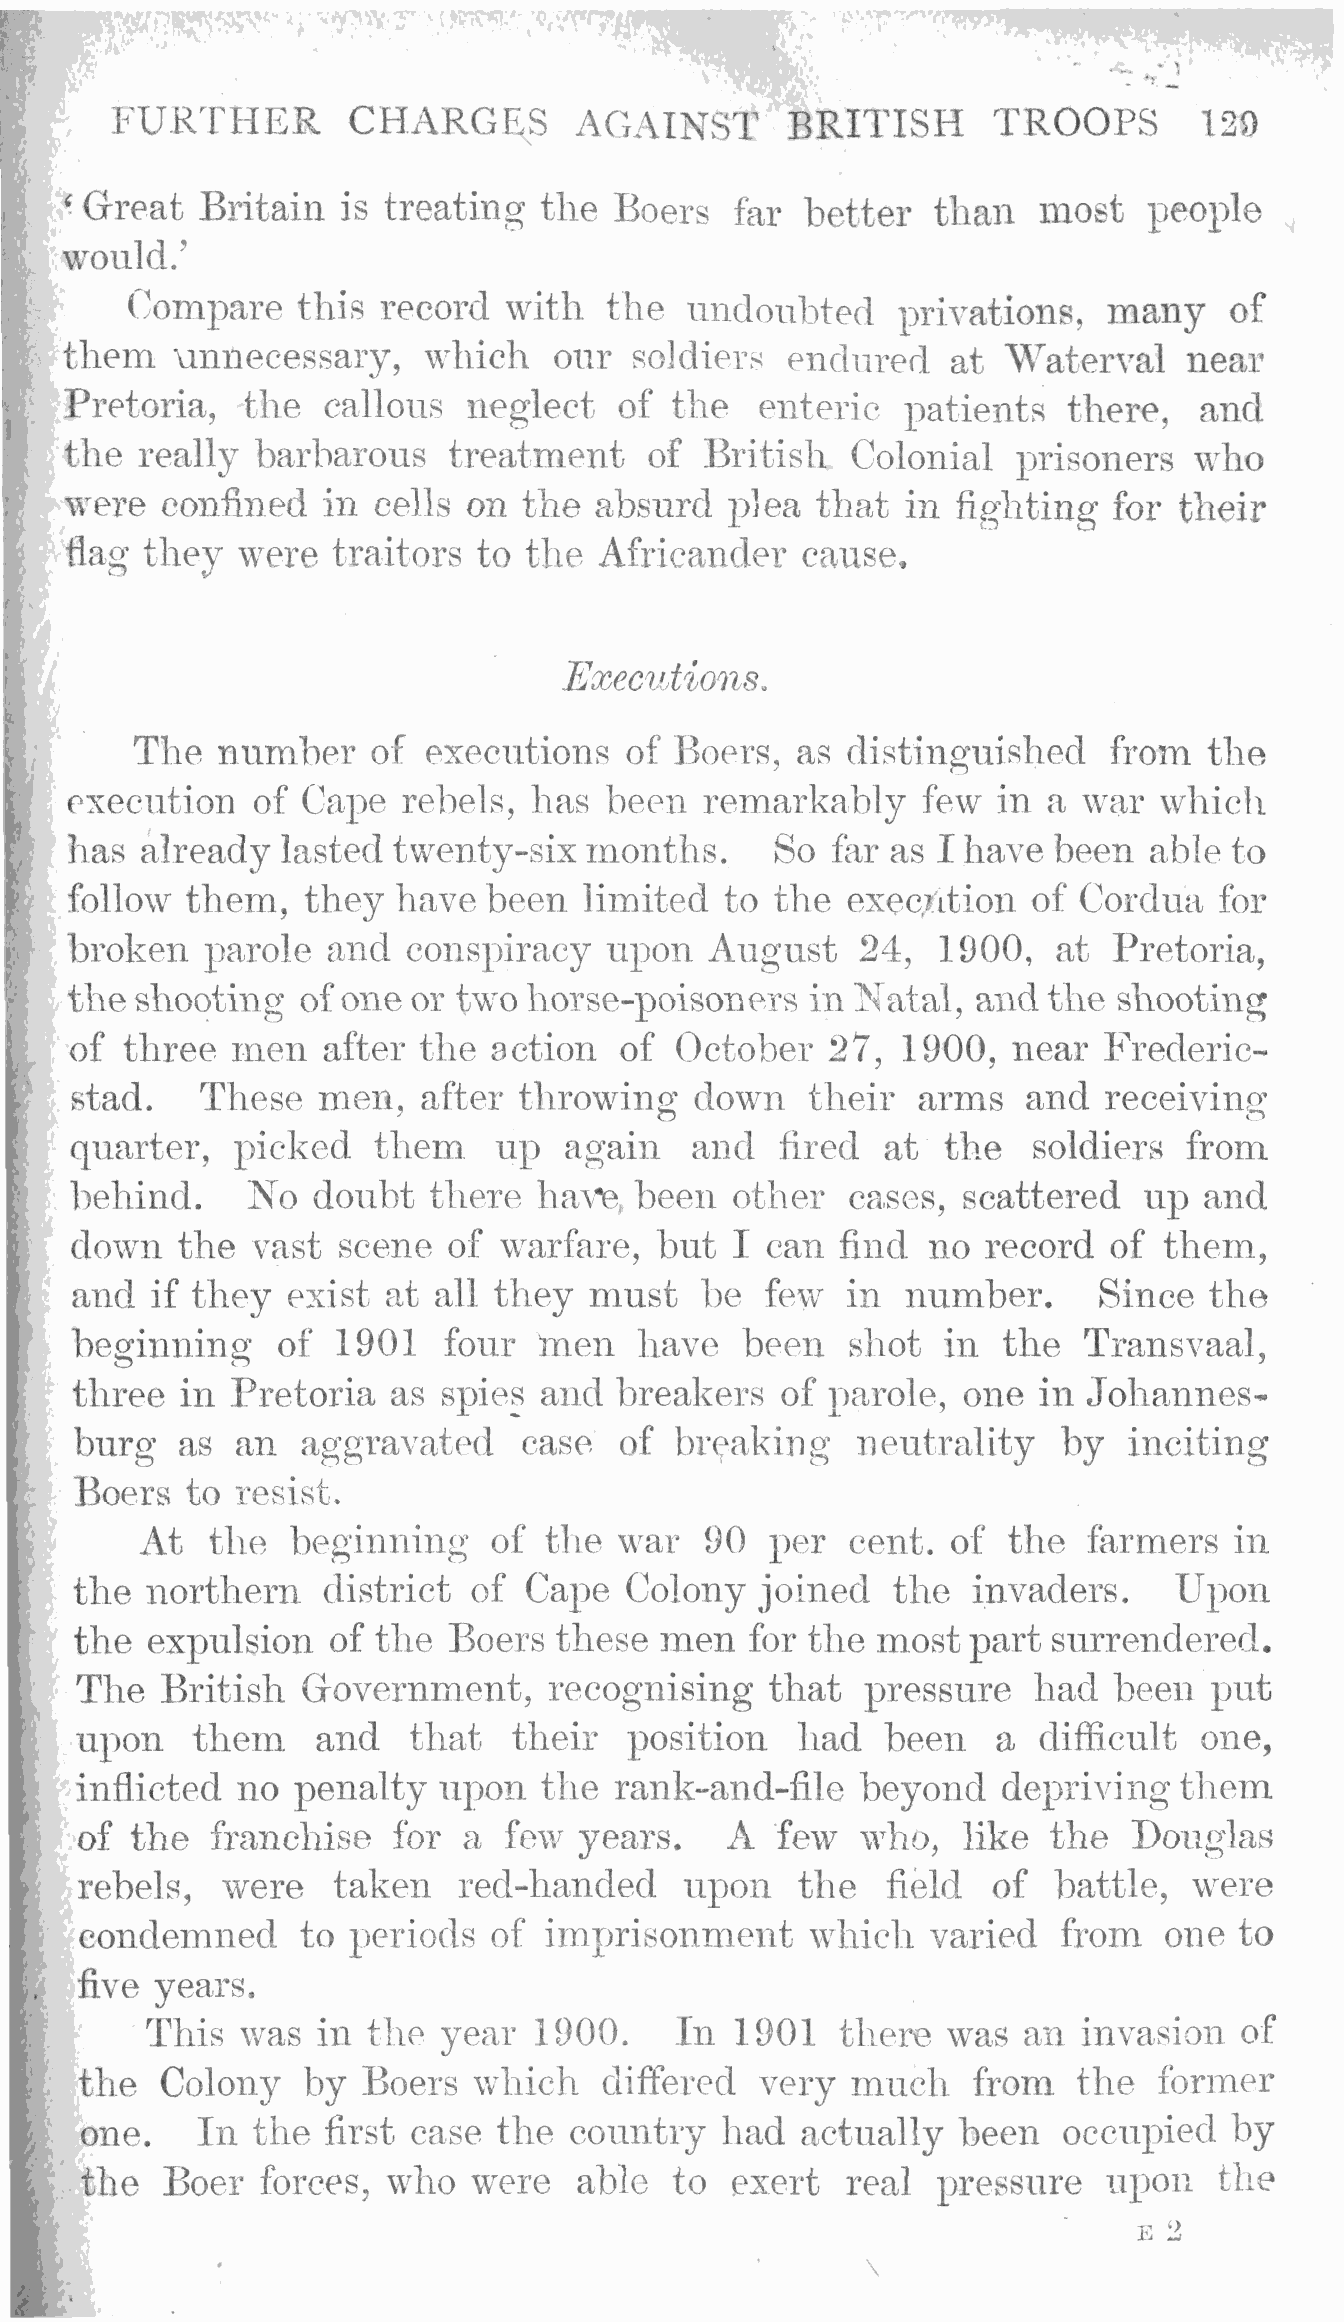 FURTHER CHARGES AGAINST BRITISH TROOPS 129
‘Great Britain is treating the Boers far better than most people
would.’
Compare this record with the undoubted privations, many of
them unnecessary, which our soldiers endured at Waterval near
Pretoria, the callous neglect of the enteric patients there, and
the really barbarous treatment of British Colonial prisoners who
were confined in cells on the absurd plea that in fighting for their
flag they were traitors to the Africander cause.
Executions.
The number of executions of Boers, as distinguished from the
execution of Cape rebels, has been remarkably few in a war which
has already lasted twenty-six months. So far as I have been able to
follow them, they have been limited to the execution of Cordua for
broken parole and conspiracy upon August 24, 1900, at Pretoria,
the shooting of one or two horse-poisoners in Natal, and the shooting
of three men after the action of October 27, 1900, near Frederic-
stad. These men, after throwing down their arms and receiving
quarter, picked them up again and fired at the soldiers from
behind. No doubt there have been other cases, scattered up and
down the vast scene of warfare, but I can find no record of them,
and if they exist at all they must be few in number. Since the
beginning of 1901 four men have been shot in the Transvaal,
three in Pretoria as spies and breakers of parole, one in Johannes-
burg as an aggravated case of breaking neutrality by inciting
Boers to resist.
At the beginning of the war 90 per cent. of the farmers in
the northern district of Cape Colony joined the invaders. Upon
the expulsion of the Boers these men for the most part surrendered.
The British Government, recognising that pressure had been put
upon them and that their position had been a difficult one,
inflicted no penalty upon the rank-and-file beyond depriving them
of the franchise for a few years. A few who, like the Douglas
rebels, were taken red-handed upon the field of battle, were
condemned to periods of imprisonment which varied from one to
five years.
This was in the year 1900. In 1901 there was an invasion of
the Colony by Boers which differed very much from the former
one. In the first case the country had actually been occupied by
the Boer forces, who were able to exert real pressure upon the
E 2